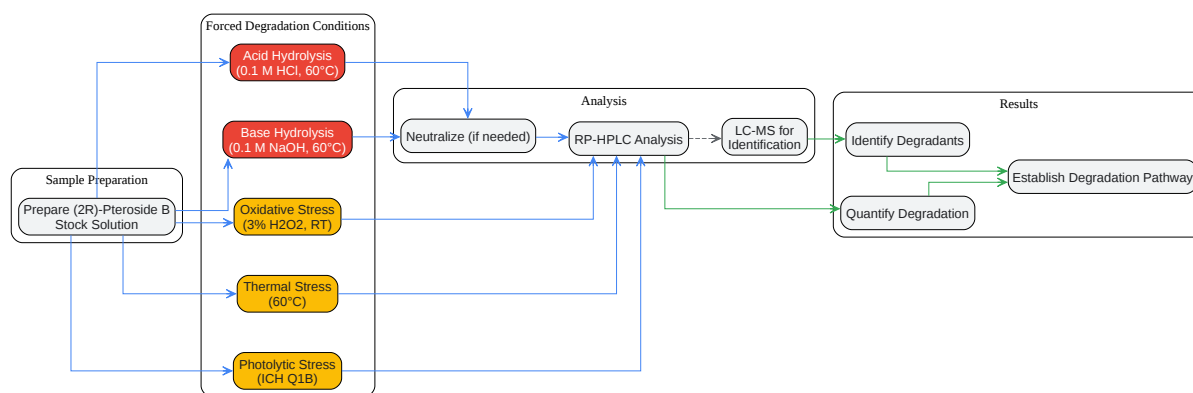 Sample Preparation
Prepare (2R)-Pteroside B
Stock Solution
Forced Degradation Conditions
Acid Hydrolysis
(0.1 M HCl, 60°C)
Base Hydrolysis
(0.1 M NaOH, 60°C)
Oxidative Stress
(3% H2O2, RT)
Thermal Stress
(60°C)
Photolytic Stress
(ICH Q1B)
Analysis
Neutralize (if needed)
RP-HPLC Analysis
LC-MS for
Identification
Results
Identify Degradants
Quantify Degradation
Establish Degradation Pathway